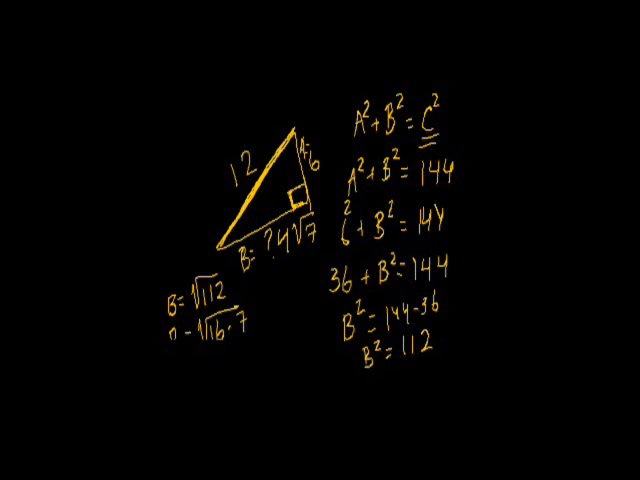 12
A=6
B= ? 4√7
A²+B²=C²
A²+B²=144
6²+B²=144
36+B²=144
B²=144-36
B²=112
B=√112
B=√16·7